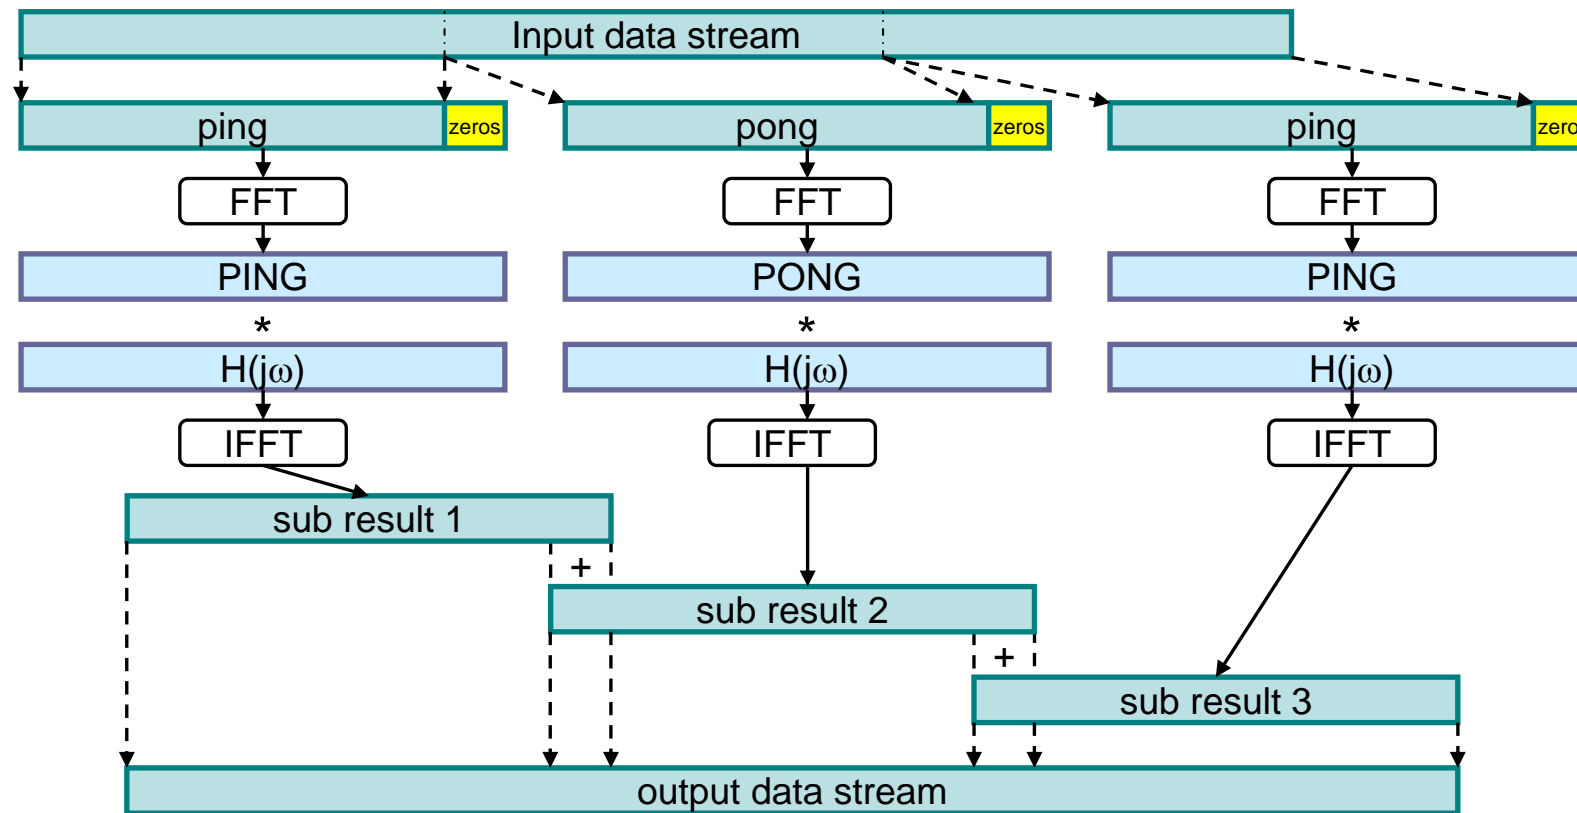 Input data stream
ping zeros pong zeros ping zero
FFT FFT FFT
PING PONG PING
* * *
H(jω) H(jω) H(jω)
IFFT IFFT IFFT
sub result 1
+
sub result 2
+
sub result 3
output data stream